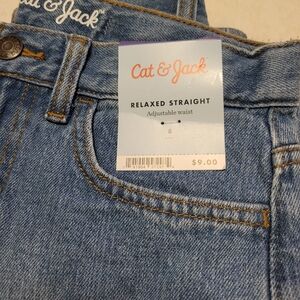 Cat & Jack
Cat & Jack
RELAXED STRAIGHT
Adjustable waist
8
$9.00